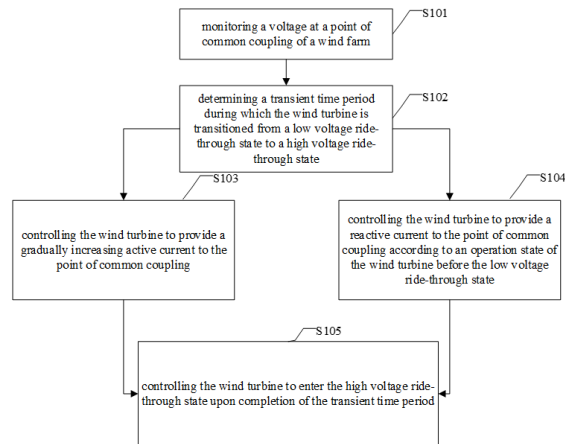 S101
monitoring a voltage at a point of
common coupling of a wind farm
S102
determining a transient time period
during which the wind turbine is
transitioned from a low voltage ride-
through state to a high voltage ride-
through state
S103
controlling the wind turbine to provide a
gradually increasing active current to the
point of common coupling
S104
controlling the wind turbine to provide a
reactive current to the point of common
coupling according to an operation state of
the wind turbine before the low voltage
ride-through state
S105
controlling the wind turbine to enter the high voltage ride-
through state upon completion of the transient time period